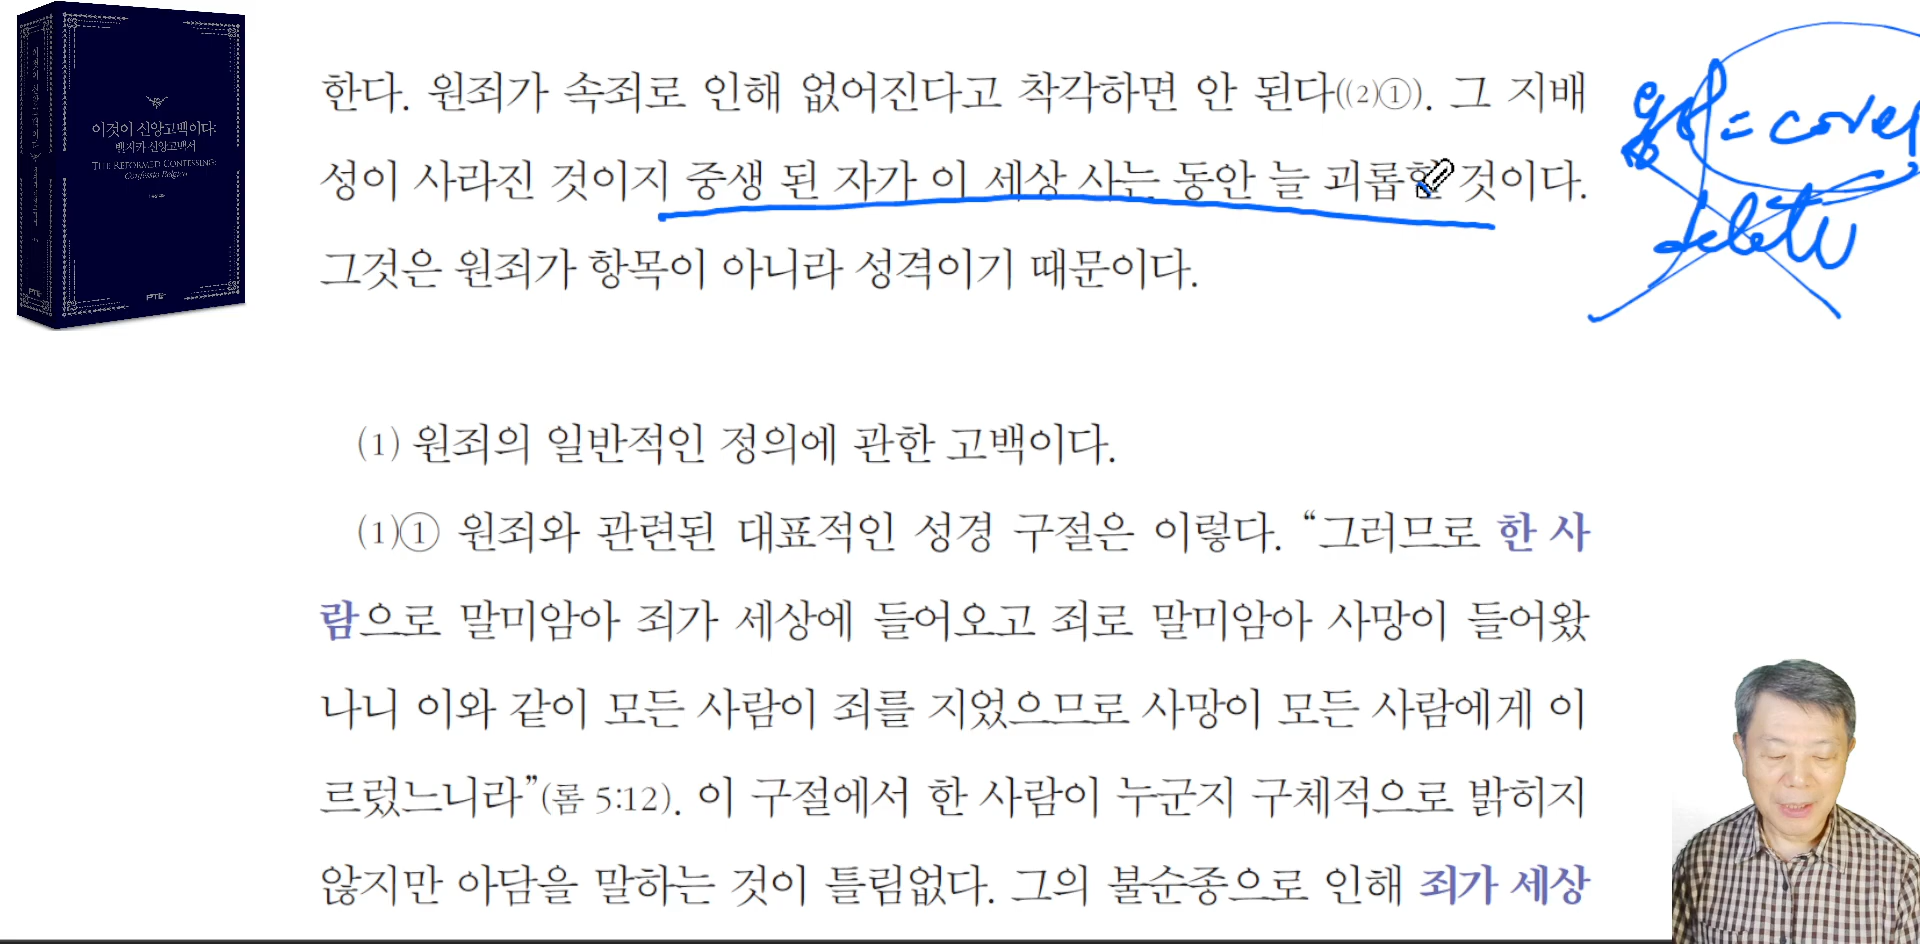 이것이 신앙고백이다:
벨지카 신앙고백서
THE REFORMED CONFESSING:
Confessio Belgica
한다. 원죄가 속죄로 인해 없어진다고 착각하면 안 된다((2)①). 그 지배
성이 사라진 것이지 중생 된 자가 이 세상 사는 동안 늘 괴롭힐 것이다.
그것은 원죄가 항목이 아니라 성격이기 때문이다.
= cover
delete
(1) 원죄의 일반적인 정의에 관한 고백이다.
(1)① 원죄와 관련된 대표적인 성경 구절은 이렇다. “그러므로 한 사
람으로 말미암아 죄가 세상에 들어오고 죄로 말미암아 사망이 들어왔
나니 이와 같이 모든 사람이 죄를 지었으므로 사망이 모든 사람에게 이
르렀느니라”(롬 5:12). 이 구절에서 한 사람이 누군지 구체적으로 밝히지
않지만 아담을 말하는 것이 틀림없다. 그의 불순종으로 인해 죄가 세상